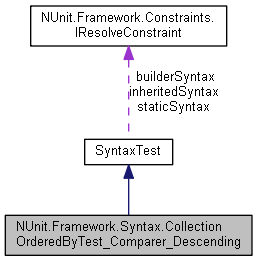 NUnit.Framework.Constraints.
IResolveConstraint
builderSyntax
inheritedSyntax
staticSyntax
SyntaxTest
NUnit.Framework.Syntax.Collection
OrderedByTest_Comparer_Descending